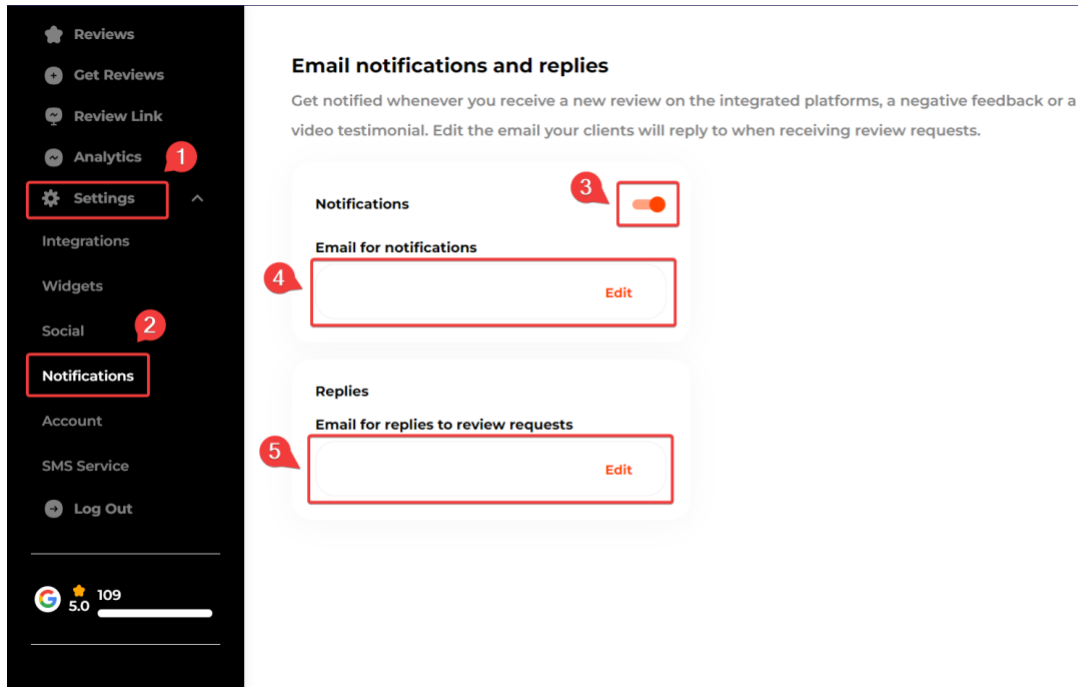 Reviews
Get Reviews
Review Link
Analytics
1
Settings
Integrations
Widgets
Social
2
Notifications
Account
SMS Service
Log Out
5.0
109
Email notifications and replies
Get notified whenever you receive a new review on the integrated platforms, a negative feedback or a
video testimonial. Edit the email your clients will reply to when receiving review requests.
Notifications
3
Email for notifications
4
Edit
Replies
Email for replies to review requests
5
Edit